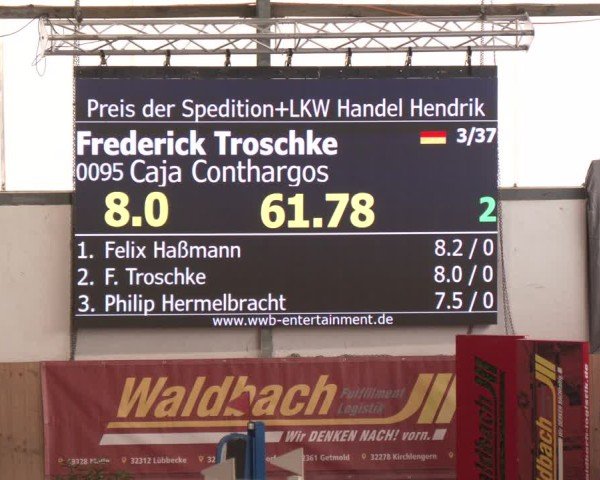 Preis der Spedition+LKW Handel Hendrik
Frederick Troschke 3/37
0095 Caja Conthargos
8.0 61.78 2
1. Felix Haßmann 8.2 / 0
2. F. Troschke 8.0 / 0
3. Philip Hermelbracht 7.5 / 0
www.wwb-entertainment.de
Waldbach Fulfilment
Logistik
Wir DENKEN NACH! vorn.
32312 Lübbecke 32278 Kirchlengern
Waldbach